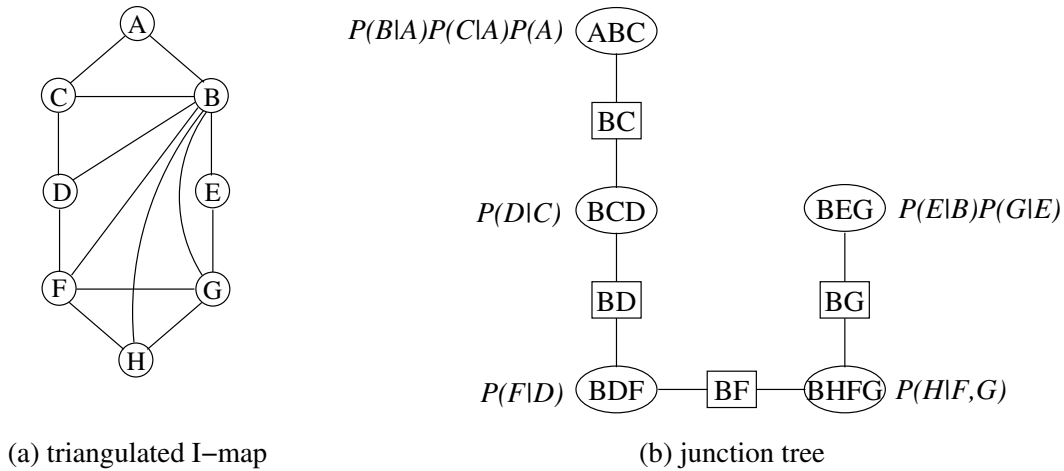 A
C
B
D
E
F
G
H
(a) triangulated I−map
P(B|A)P(C|A)P(A)
ABC
BC
P(D|C)
BCD
BEG
P(E|B)P(G|E)
BD
BG
P(F|D)
BDF
BF
BHFG
P(H|F,G)
(b) junction tree